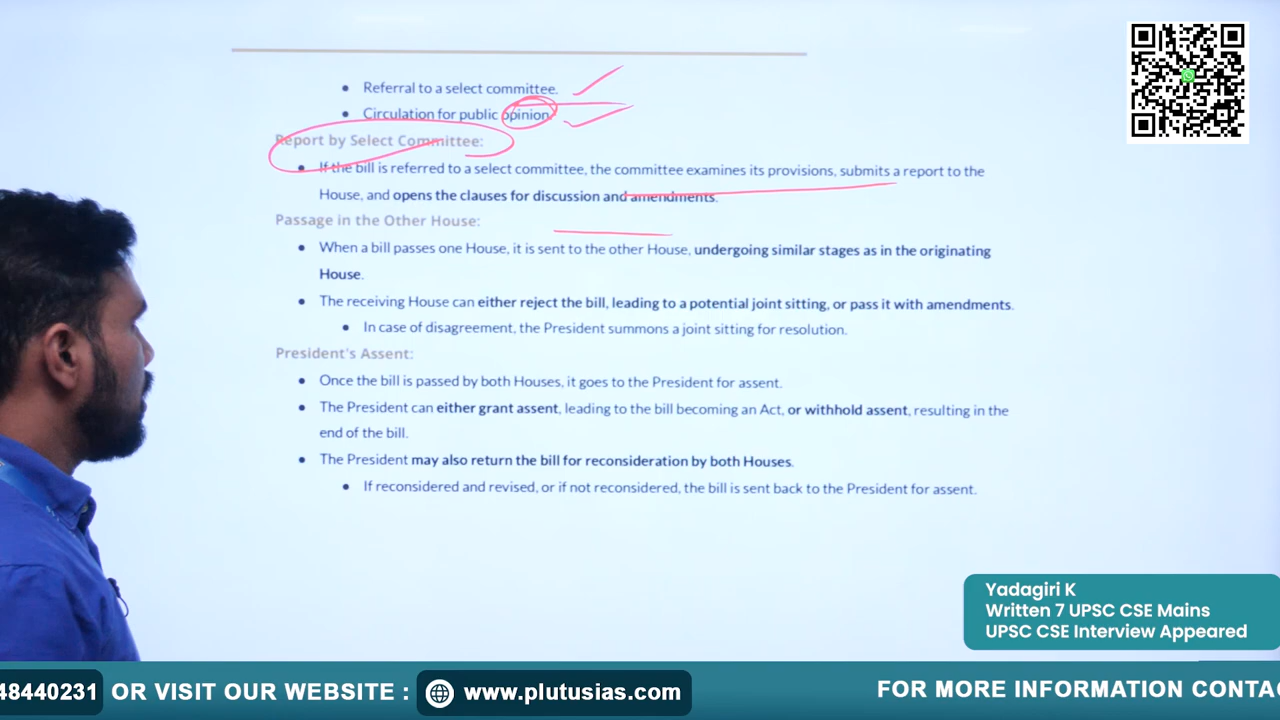 Referral to a select committee.
Circulation for public opinion.
Report by Select Committee:
If the bill is referred to a select committee, the committee examines its provisions, submits a report to the
House, and opens the clauses for discussion and amendments.
Passage in the Other House:
When a bill passes one House, it is sent to the other House, undergoing similar stages as in the originating
House.
The receiving House can either reject the bill, leading to a potential joint sitting, or pass it with amendments.
In case of disagreement, the President summons a joint sitting for resolution.
President's Assent:
Once the bill is passed by both Houses, it goes to the President for assent.
The President can either grant assent, leading to the bill becoming an Act, or withhold assent, resulting in the
end of the bill.
The President may also return the bill for reconsideration by both Houses.
If reconsidered and revised, or if not reconsidered, the bill is sent back to the President for assent.
Yadagiri K
Written 7 UPSC CSE Mains
UPSC CSE Interview Appeared
48440231 OR VISIT OUR WEBSITE : www.plutusias.com FOR MORE INFORMATION CONTA